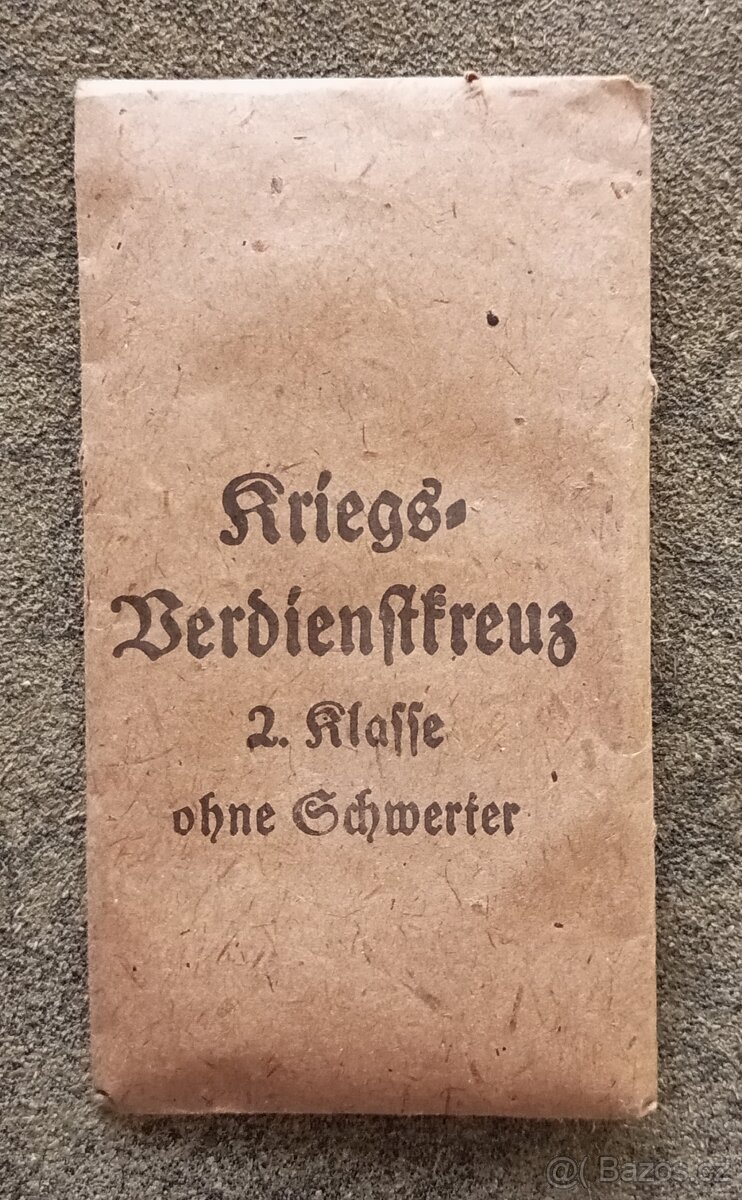 Kriegs-
Verdienstkreuz
2. Klasse
ohne Schwerter
@( Bazos.cz